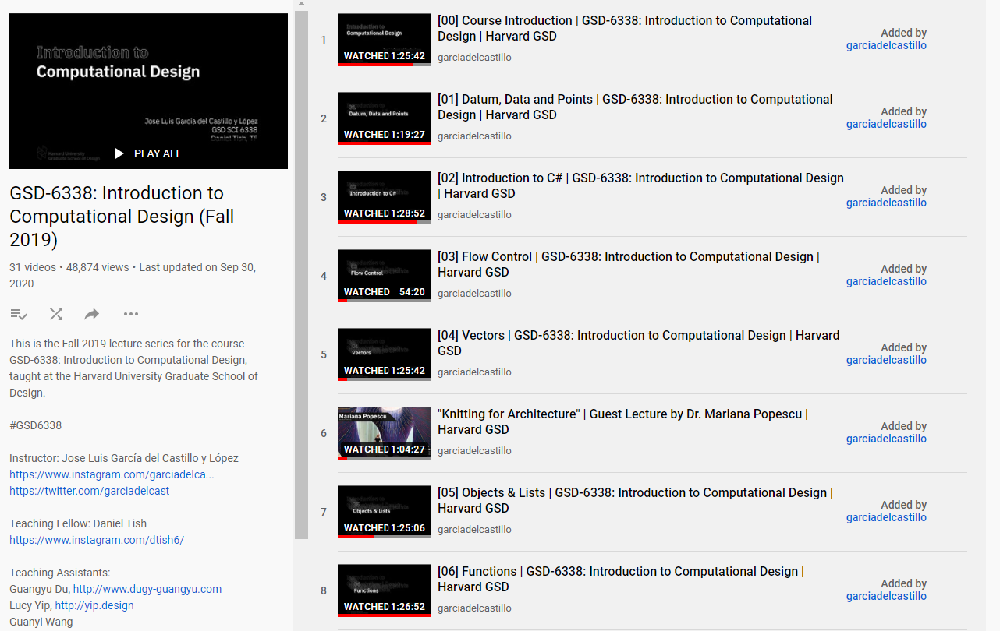 Introduction to
Computational Design
Jose Luis García del Castillo y López
GSD SCI 6338
Daniel Tish, TF
Harvard University
Graduate School of Design
PLAY ALL
GSD-6338: Introduction to
Computational Design (Fall
2019)
31 videos • 48,874 views • Last updated on Sep 30,
2020
This is the Fall 2019 lecture series for the course
GSD-6338: Introduction to Computational Design,
taught at the Harvard University Graduate School of
Design.
#GSD6338
Instructor: Jose Luis García del Castillo y López
https://www.instagram.com/garciadelca...
https://twitter.com/garciadelcast
Teaching Fellow: Daniel Tish
https://www.instagram.com/dtish6/
Teaching Assistants:
Guangyu Du, http://www.dugy-guangyu.com
Lucy Yip, http://yip.design
Guanyi Wang
1
Introduction to
Computational Design
WATCHED 1:25:42
[00] Course Introduction | GSD-6338: Introduction to Computational
Design | Harvard GSD
garciadelcastillo
Added by
garciadelcastillo
2
Datum, Data and Points
WATCHED 1:19:27
[01] Datum, Data and Points | GSD-6338: Introduction to Computational
Design | Harvard GSD
garciadelcastillo
Added by
garciadelcastillo
3
Introduction to C#
WATCHED 1:28:52
[02] Introduction to C# | GSD-6338: Introduction to Computational Design
| Harvard GSD
garciadelcastillo
Added by
garciadelcastillo
4
Flow Control
WATCHED 54:20
[03] Flow Control | GSD-6338: Introduction to Computational Design |
Harvard GSD
garciadelcastillo
Added by
garciadelcastillo
5
Vectors
WATCHED 1:25:42
[04] Vectors | GSD-6338: Introduction to Computational Design | Harvard
GSD
garciadelcastillo
Added by
garciadelcastillo
6
Mariana Popescu
WATCHED 1:04:27
"Knitting for Architecture" | Guest Lecture by Dr. Mariana Popescu |
Harvard GSD
garciadelcastillo
Added by
garciadelcastillo
7
Objects & Lists
WATCHED 1:25:06
[05] Objects & Lists | GSD-6338: Introduction to Computational Design |
Harvard GSD
garciadelcastillo
Added by
garciadelcastillo
8
Functions
WATCHED 1:26:52
[06] Functions | GSD-6338: Introduction to Computational Design |
Harvard GSD
garciadelcastillo
Added by
garciadelcastillo